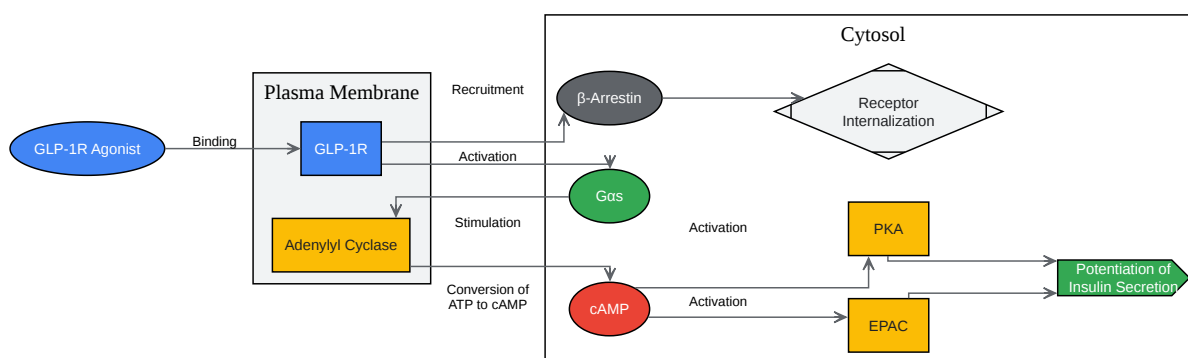 Cytosol
Plasma Membrane
Recruitment
β-Arrestin
Receptor
Internalization
GLP-1R Agonist
Binding
GLP-1R
Activation
Gαs
Stimulation
Activation
PKA
Adenylyl Cyclase
Potentiation of
Insulin Secretion
Conversion of
ATP to cAMP
cAMP
Activation
EPAC